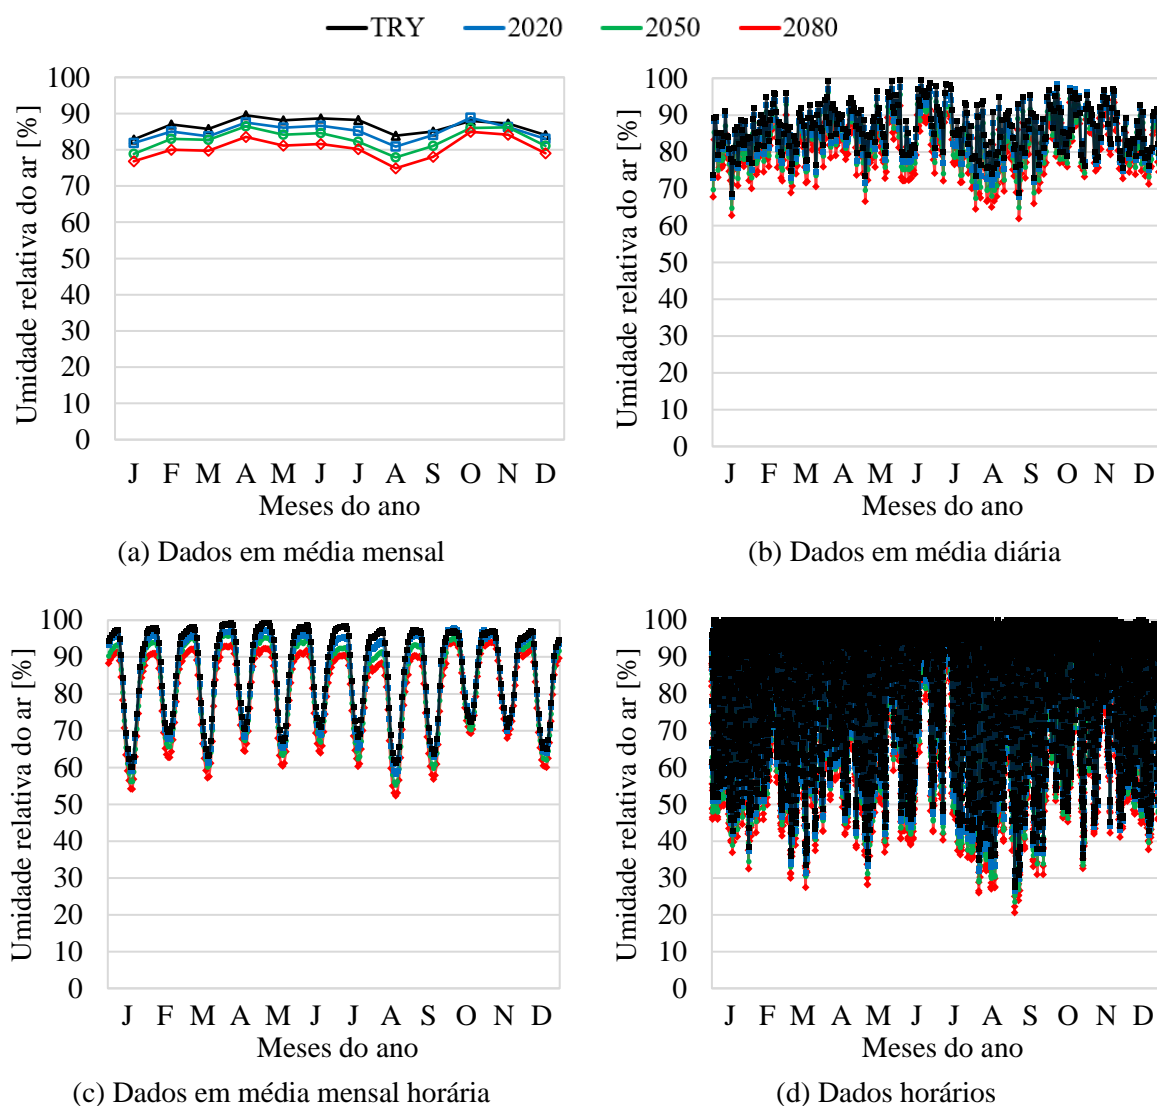 TRY 2020 2050 2080
Umidade relativa do ar [%]
100
90
80
70
60
50
40
30
20
10
0
J F M A M J J A S O N D
Meses do ano
(a) Dados em média mensal
Umidade relativa do ar [%]
100
90
80
70
60
50
40
30
20
10
0
J F M A M J J A S O N D
Meses do ano
(b) Dados em média diária
Umidade relativa do ar [%]
100
90
80
70
60
50
40
30
20
10
0
J F M A M J J A S O N D
Meses do ano
(c) Dados em média mensal horária
Umidade relativa do ar [%]
100
90
80
70
60
50
40
30
20
10
0
J F M A M J J A S O N D
Meses do ano
(d) Dados horários